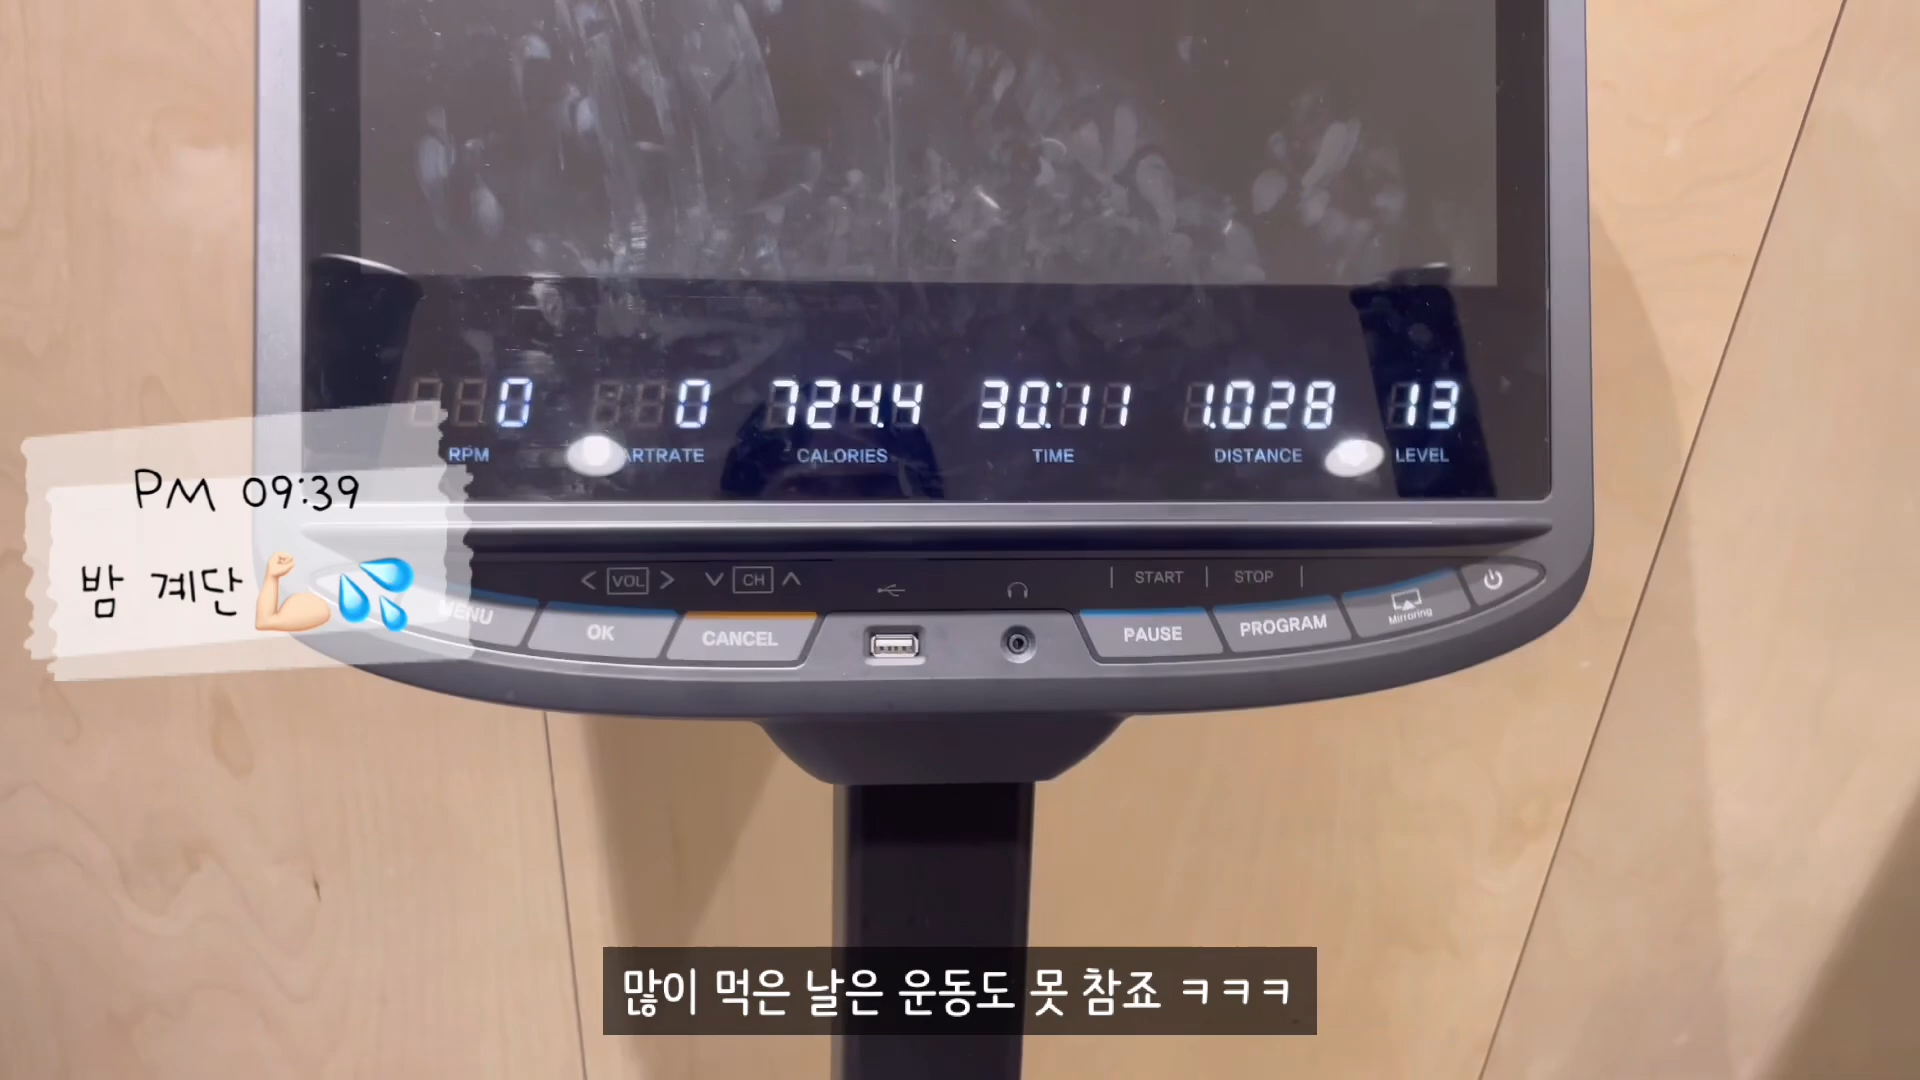 0 0 724.4 30:11 1.028 13
RPM ARTRATE CALORIES TIME DISTANCE LEVEL
PM 09:39
밤 계단
< VOL > CH START STOP
MENU OK CANCEL PAUSE PROGRAM Mirroring
많이 먹은 날은 운동도 못 참죠 ㅋㅋㅋ